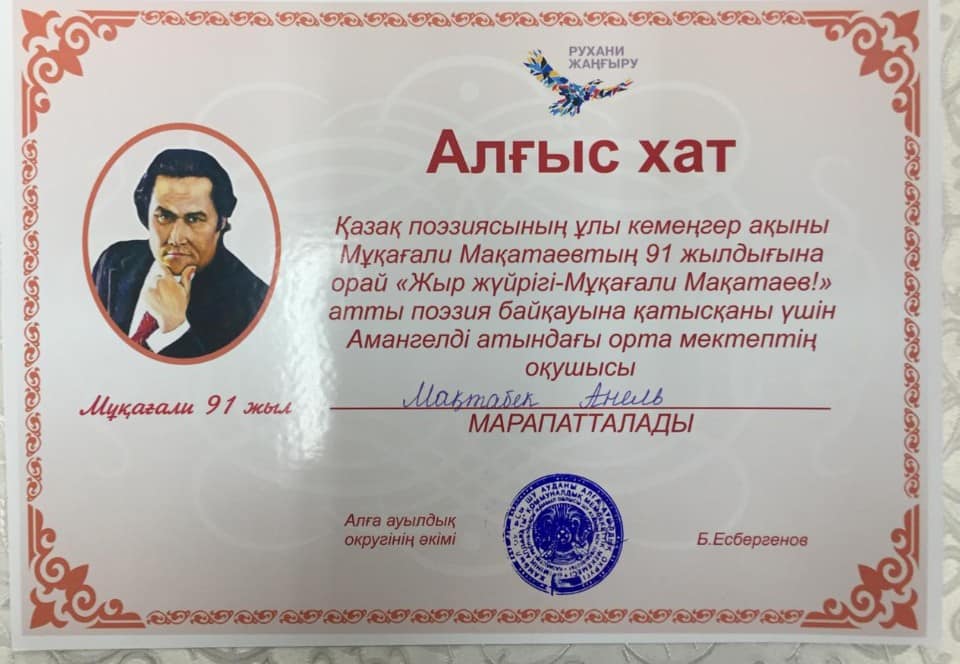 РУХАНИ
ЖАҢҒЫРУ
Алғыс хат
Қазақ поэзиясының ұлы кемеңгер ақыны
Мұқағали Мақатаевтың 91 жылдығына
орай «Жыр жүйрігі-Мұқағали Мақатаев!»
атты поэзия байқауына қатысқаны үшін
Амангелді атындағы орта мектептің
оқушысы
Мақтабек Анель
МАРАПАТТАЛАДЫ
Мұқағали 91 жыл
Алға ауылдық
округінің әкімі
Б.Есбергенов